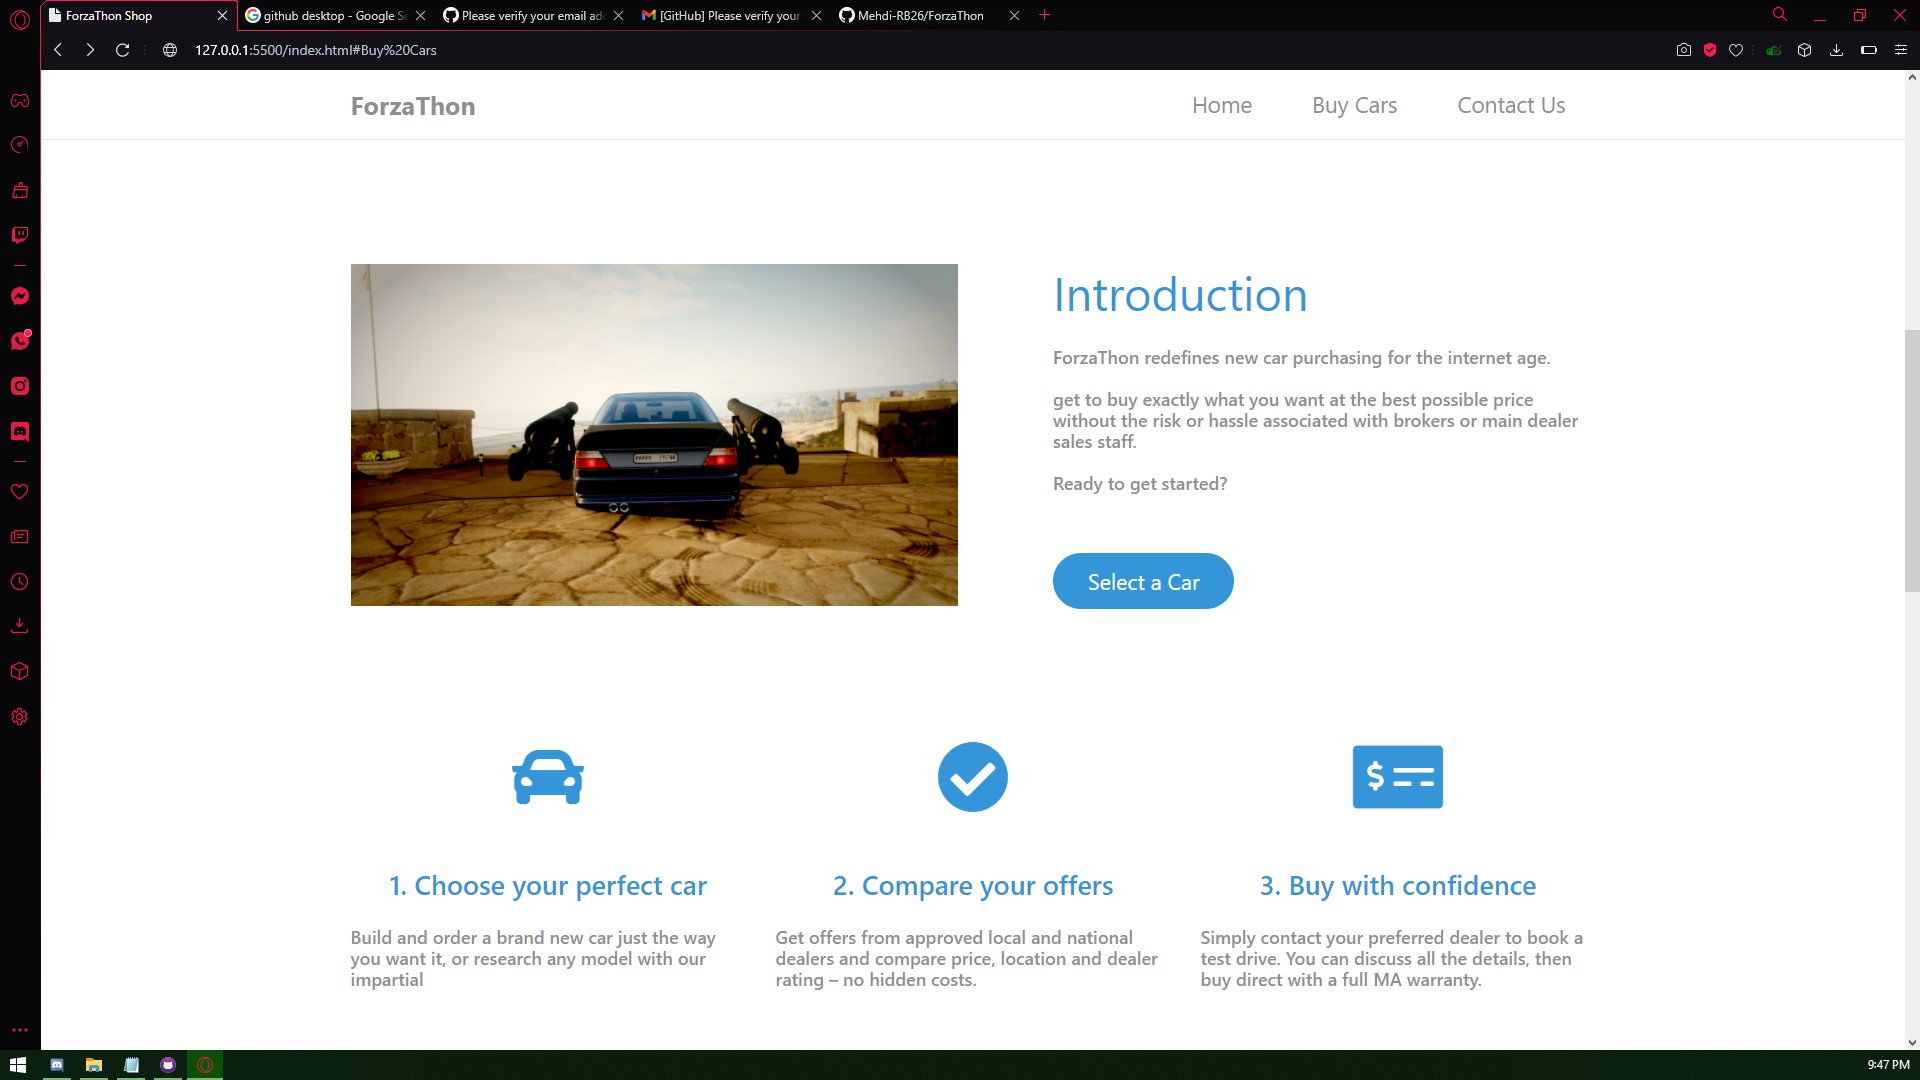 ForzaThon Shop
github desktop - Google Se
Please verify your email ad
[GitHub] Please verify your
Mehdi-RB26/ForzaThon
127.0.0.1:5500/index.html#Buy%20Cars
ForzaThon
Home
Buy Cars
Contact Us
Introduction
ForzaThon redefines new car purchasing for the internet age.
get to buy exactly what you want at the best possible price
without the risk or hassle associated with brokers or main dealer
sales staff.
Ready to get started?
Select a Car
1. Choose your perfect car
Build and order a brand new car just the way
you want it, or research any model with our
impartial
2. Compare your offers
Get offers from approved local and national
dealers and compare price, location and dealer
rating – no hidden costs.
3. Buy with confidence
Simply contact your preferred dealer to book a
test drive. You can discuss all the details, then
buy direct with a full MA warranty.
9:47 PM